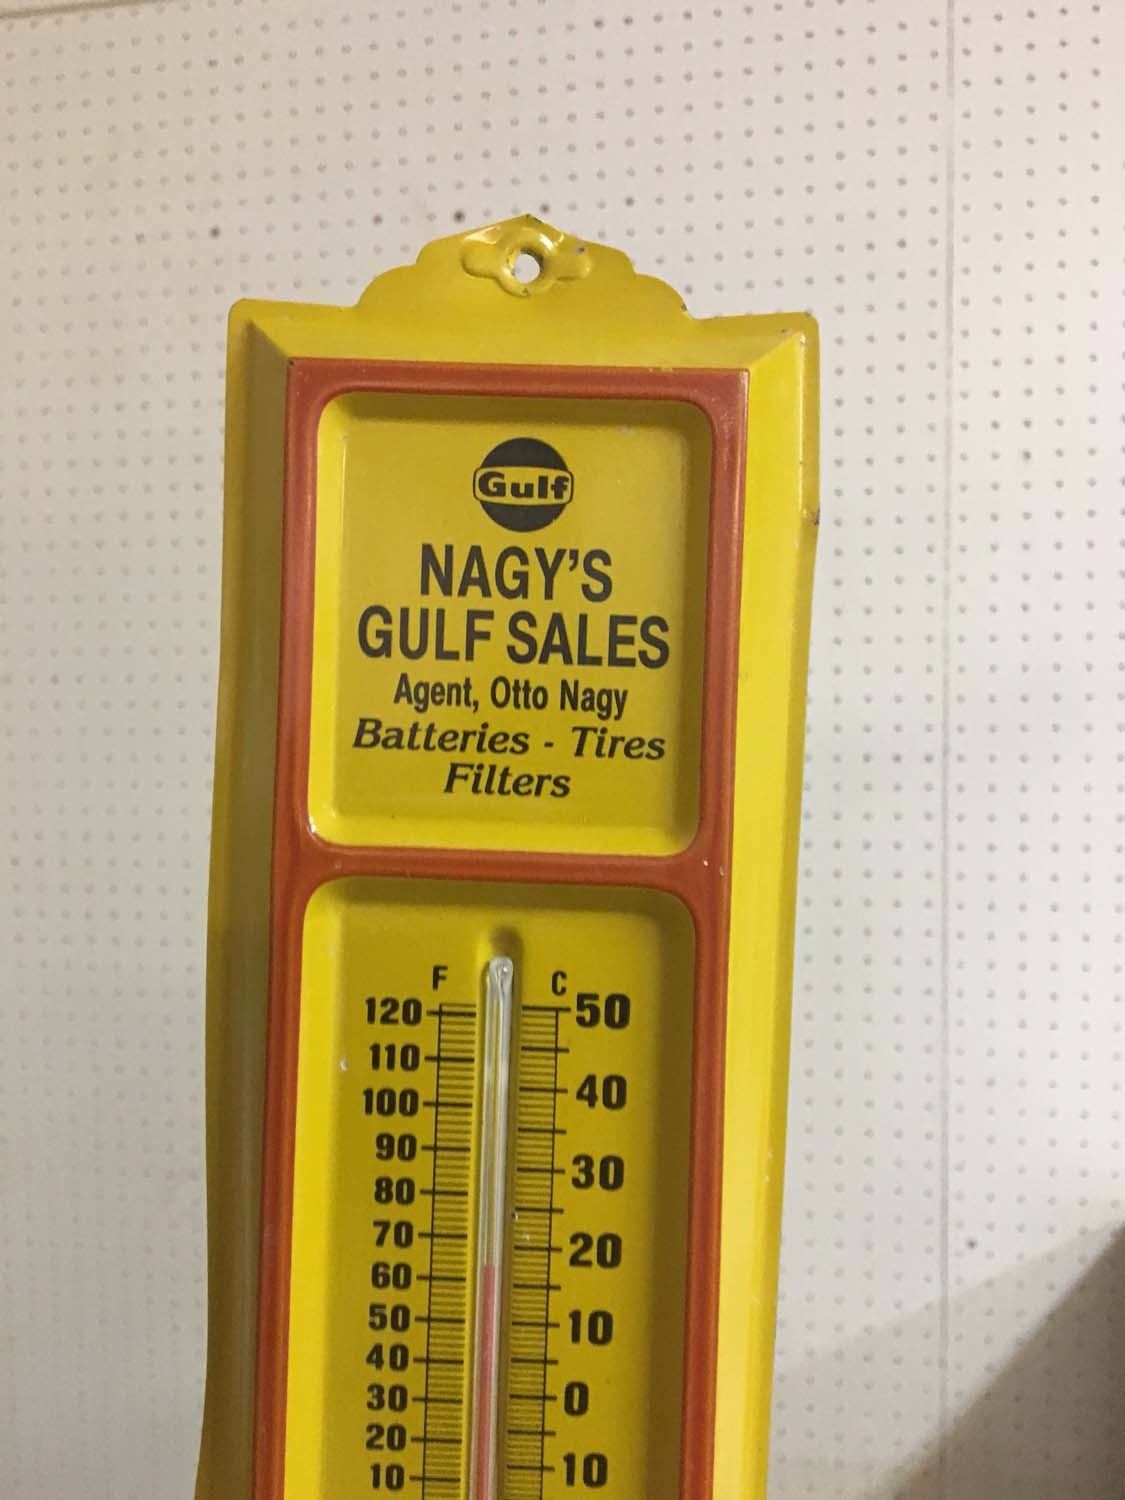 Gulf
NAGY'S
GULF SALES
Agent, Otto Nagy
Batteries - Tires
Filters
F C
120 50
110
100 40
90
80 30
70
60 20
50
40 10
30 0
20
10 10